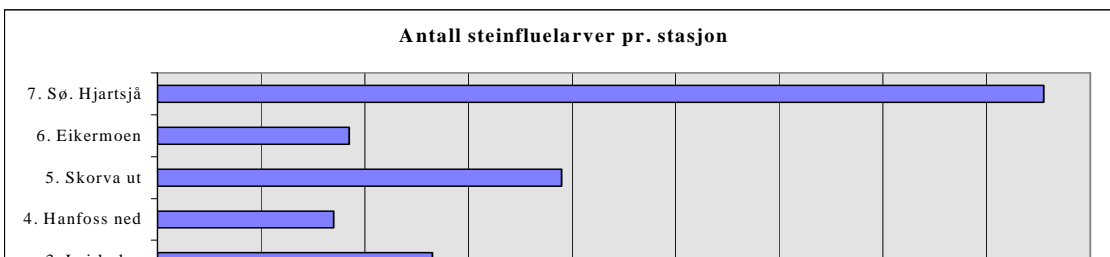 Antall steinfluelarver pr. stasjon
7. Sø. Hjartsjå
6. Eikermoen
5. Skorva ut
4. Hanfoss ned